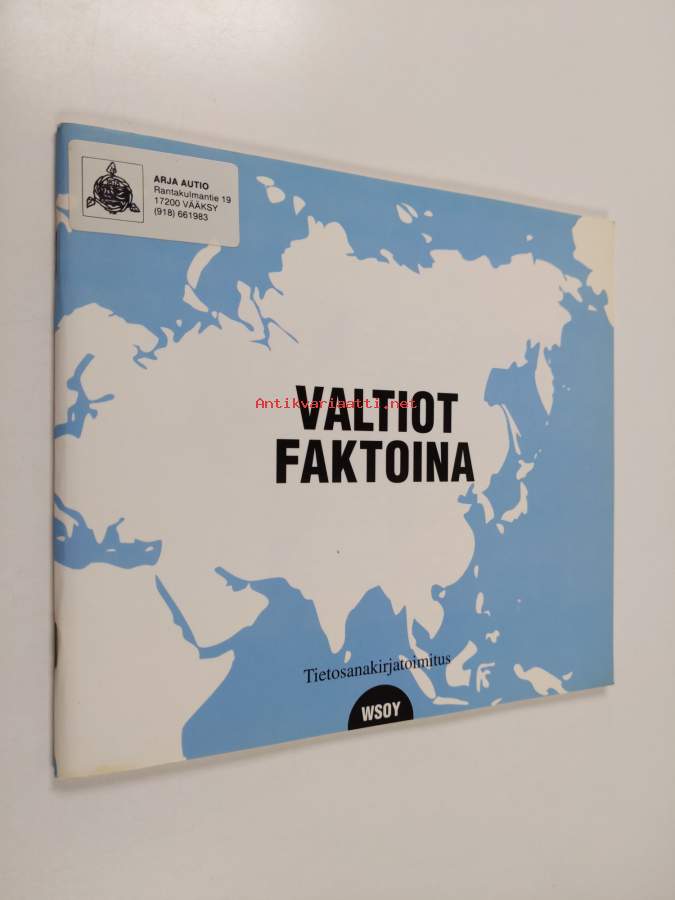 ARJA AUTIO
Rantakulmantie 19
17200 VÄÄKSY
(918) 661983
VALTIOT
Antikvariaatti.net
FAKTOINA
Tietosanakirjatoimitus
WSOY